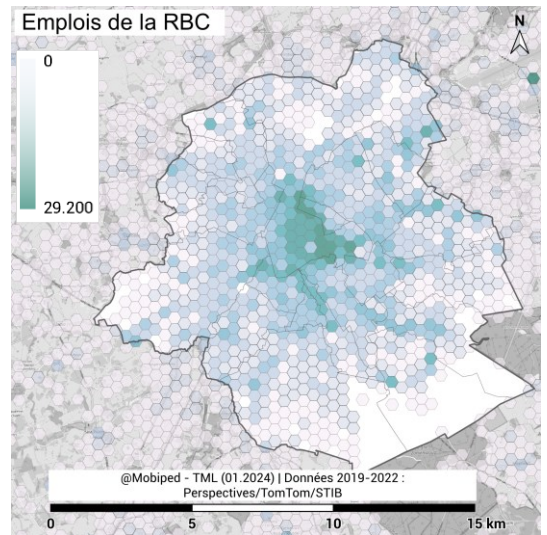 Emplois de la RBC
N
0
29.200
@Mobiped - TML (01.2024) | Données 2019-2022 :
Perspectives/TomTom/STIB
0 5 10 15 km